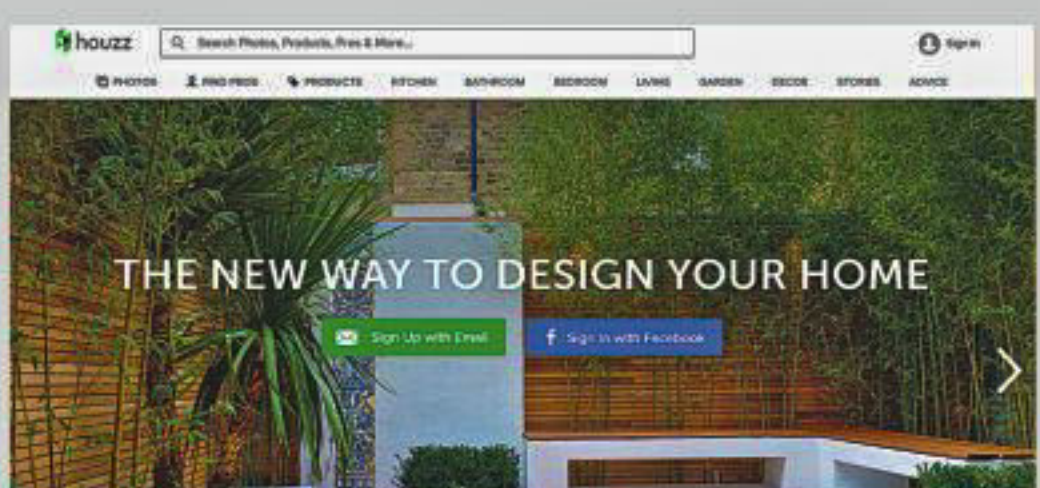 houzz
Search Photos, Products, Pros & More...
Sign In
PHOTOS FIND PROS PRODUCTS KITCHEN BATHROOM BEDROOM LIVING GARDEN DECOR STORIES ADVICE
THE NEW WAY TO DESIGN YOUR HOME
Sign Up with Email
Sign In with Facebook